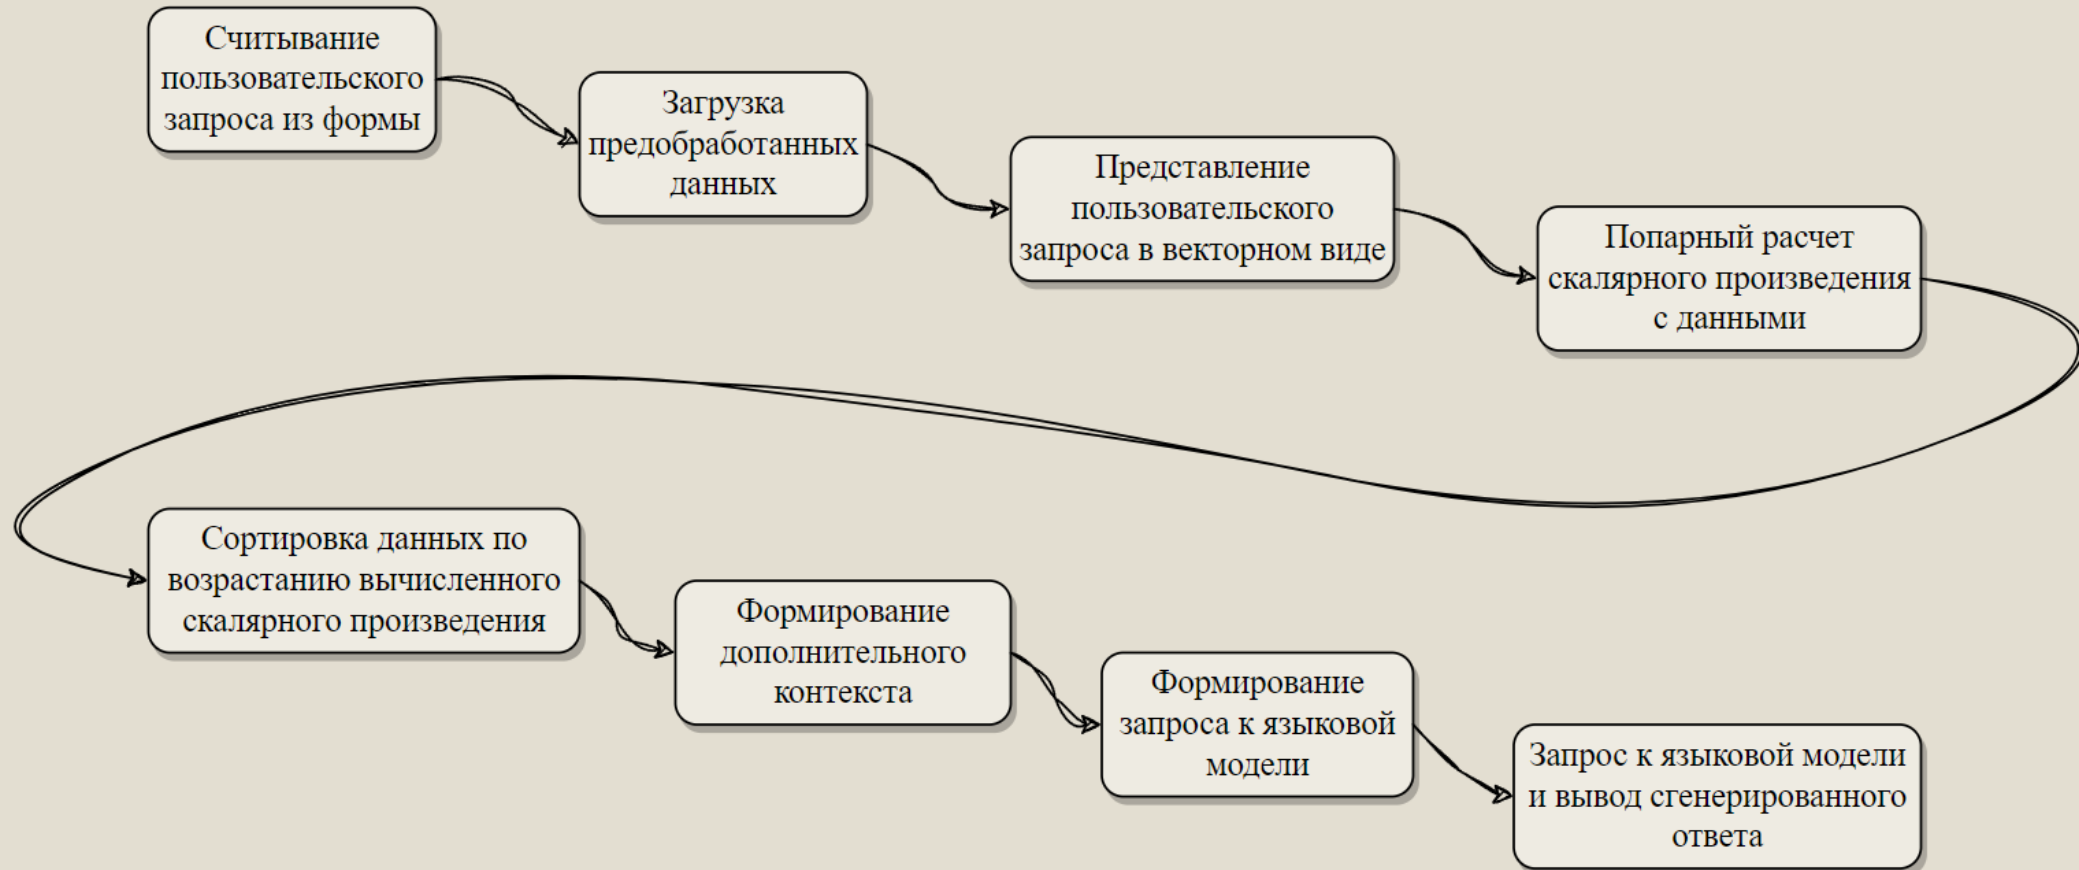 Считывание
пользовательского
запроса из формы
Загрузка
предобработанных
данных
Представление
пользовательского
запроса в векторном виде
Попарный расчет
скалярного произведения
с данными
Сортировка данных по
возрастанию вычисленного
скалярного произведения
Формирование
дополнительного
контекста
Формирование
запроса к языковой
модели
Запрос к языковой модели
и вывод сгенерированного
ответа